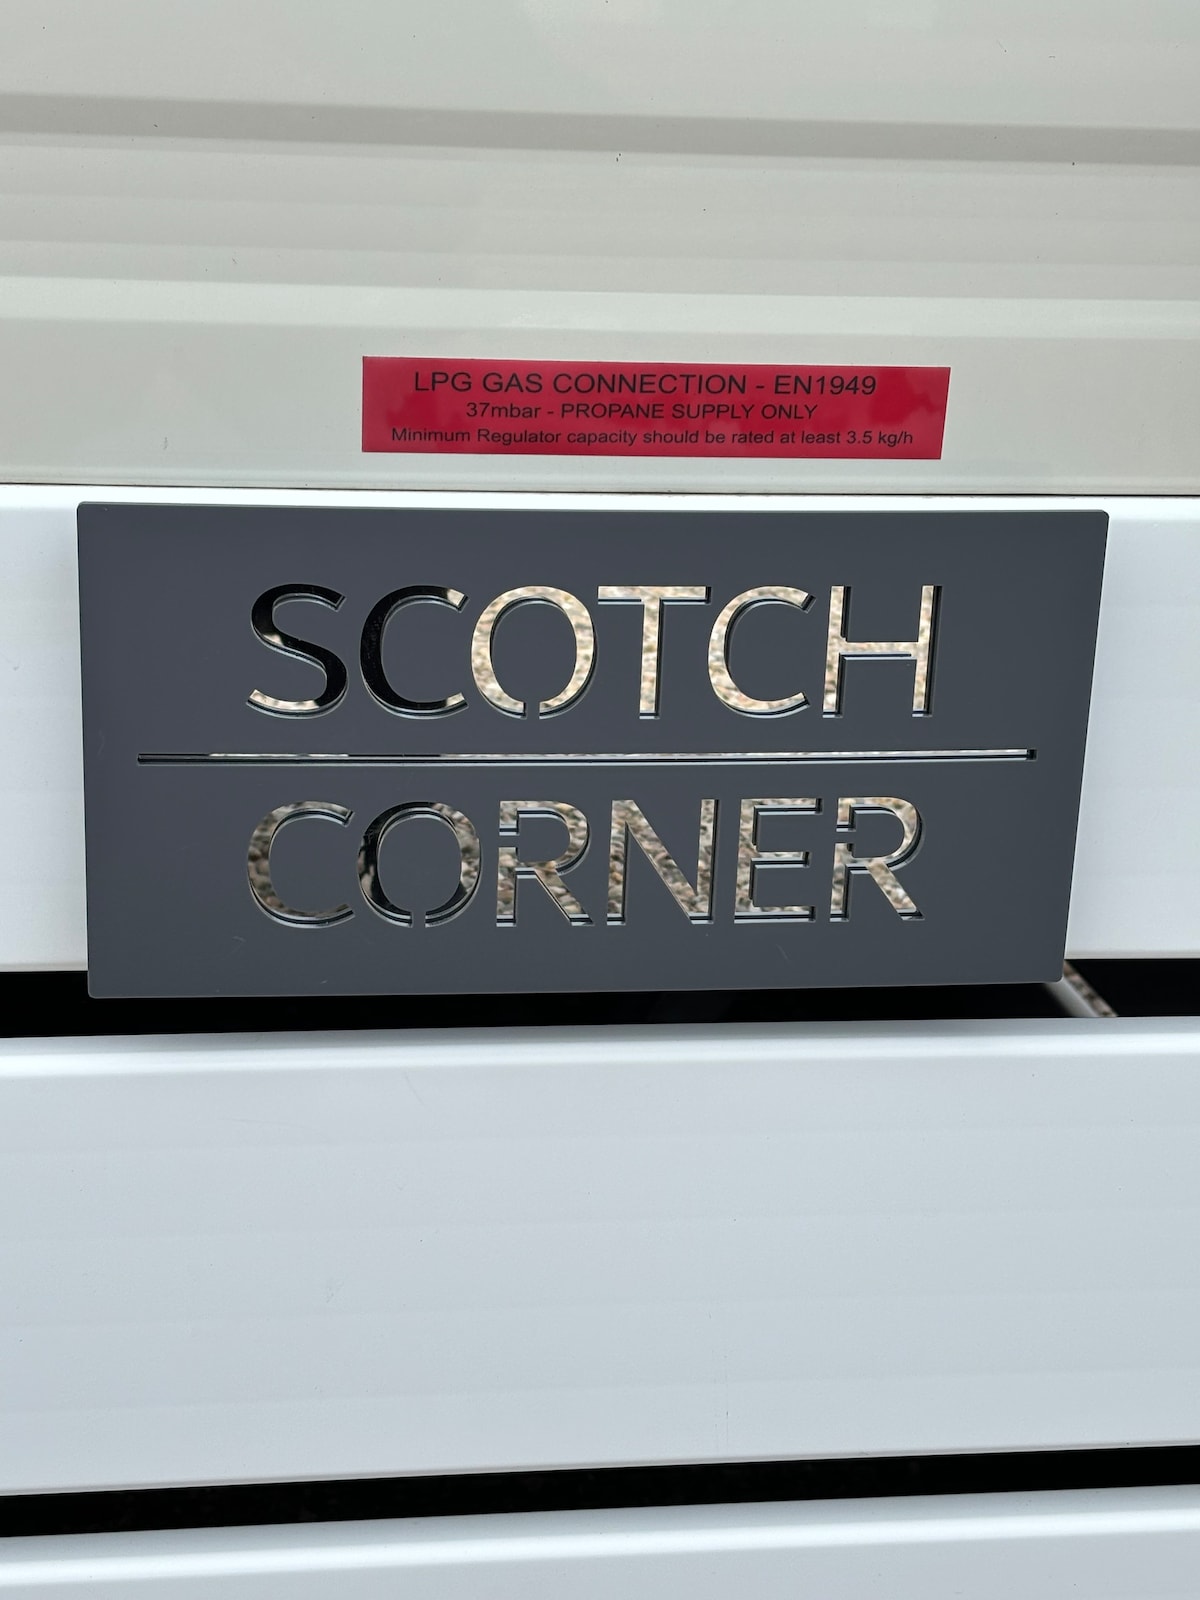 LPG GAS CONNECTION - EN1949
37mbar - PROPANE SUPPLY ONLY
Minimum Regulator capacity should be rated at least 3.5 kg/h
SCOTCH
CORNER